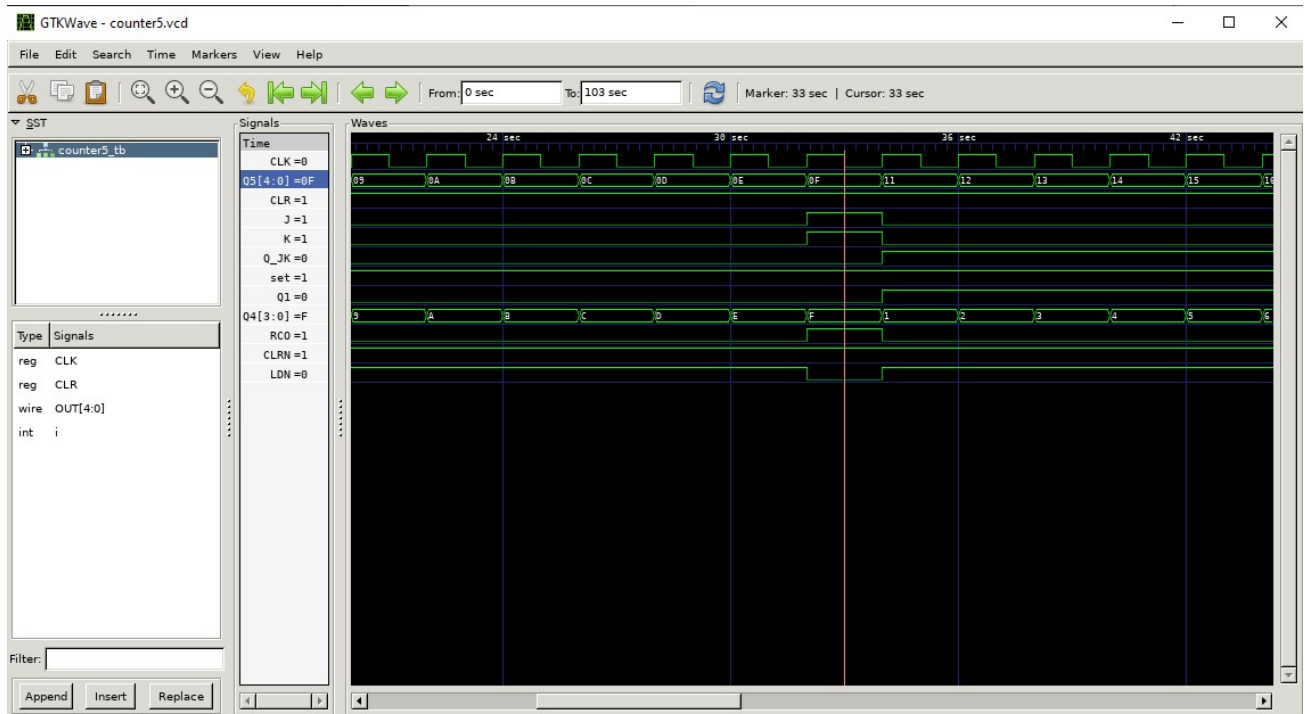 GTKWave - counter5.vcd
File Edit Search Time Markers View Help
From: 0 sec To: 103 sec Marker: 33 sec | Cursor: 33 sec
SST
counter5_tb
Type Signals
reg CLK
reg CLR
wire OUT[4:0]
int i
Filter:
Append Insert Replace
Signals
Time
CLK =0
Q5[4:0] =0F
CLR =1
J =1
K =1
Q_JK =0
set =1
Q1 =0
Q4[3:0] =F
RCO =1
CLRN =1
LDN =0
Waves
24 sec 30 sec 36 sec 42 sec
09 0A 0B 0C 0D 0E 0F 11 12 13 14 15 16
9 A B C D E F 1 2 3 4 5 6